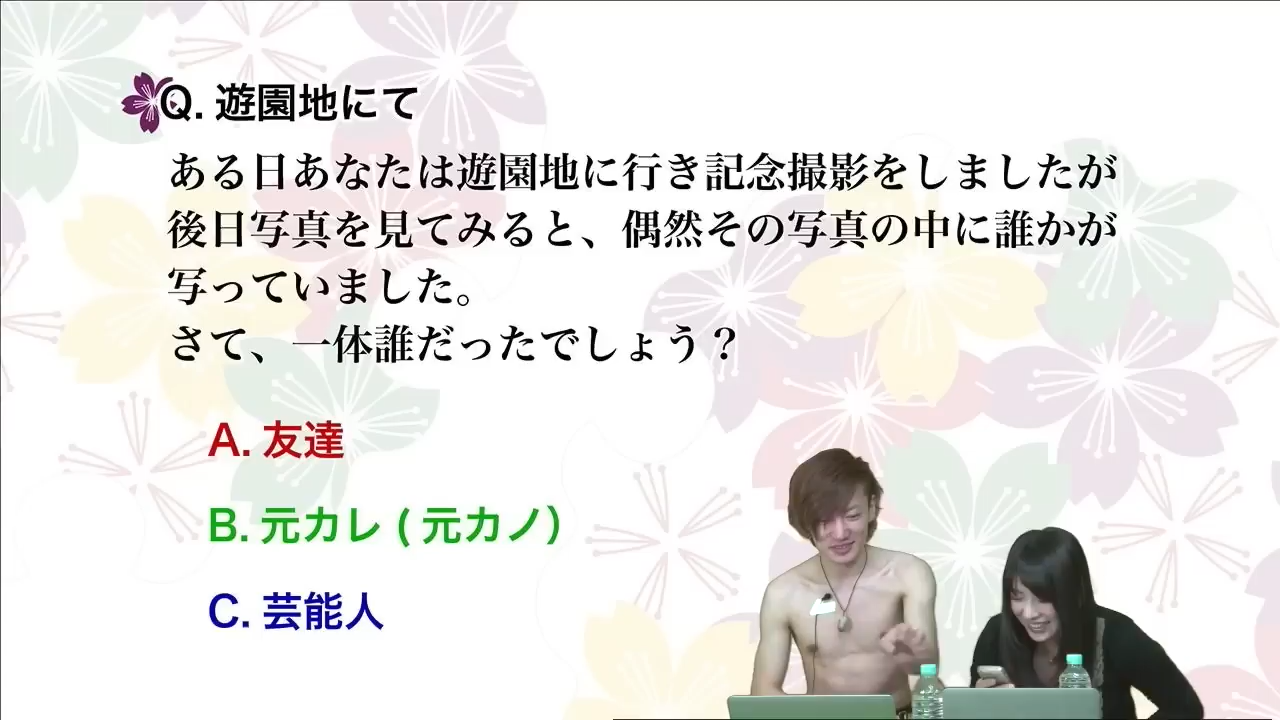 Q. 遊園地にて
ある日あなたは遊園地に行き記念撮影をしましたが
後日写真を見てみると、偶然その写真の中に誰かが
写っていました。
さて、一体誰だったでしょう？
A. 友達
B. 元カレ ( 元カノ）
C. 芸能人